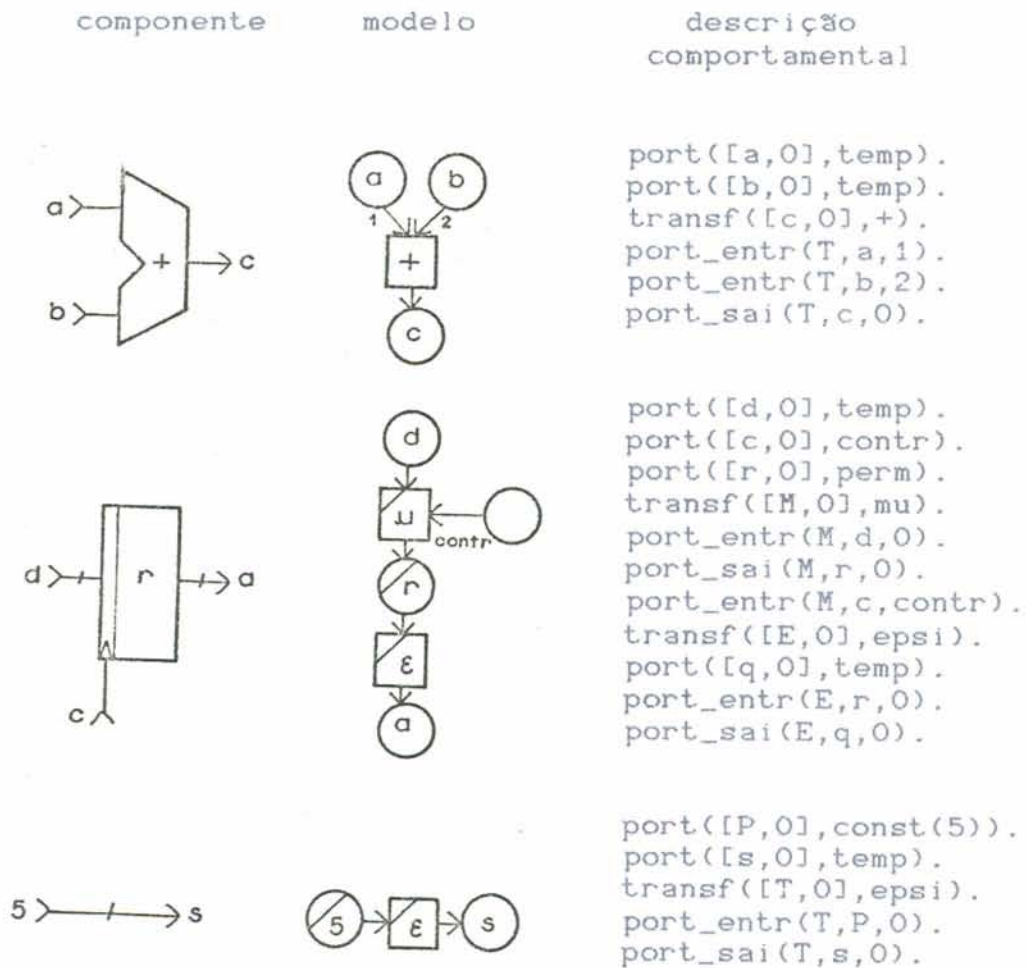 componente modelo descrição
comportamental
a
b
+
c
a
b
1
2
+
c
port([a,0],temp).
port([b,0],temp).
transf([c,0],+).
port_entr(T,a,1).
port_entr(T,b,2).
port_sai(T,c,0).
d
r
a
c
d
μ
contr
r
ε
a
port([d,0],temp).
port([c,0],contr).
port([r,0],perm).
transf([M,0],mu).
port_entr(M,d,0).
port_sai(M,r,0).
port_entr(M,c,contr).
transf([E,0],epsi).
port([q,0],temp).
port_entr(E,r,0).
port_sai(E,q,0).
5
s
5
ε
s
port([P,0],const(5)).
port([s,0],temp).
transf([T,0],epsi).
port_entr(T,P,0).
port_sai(T,s,0).